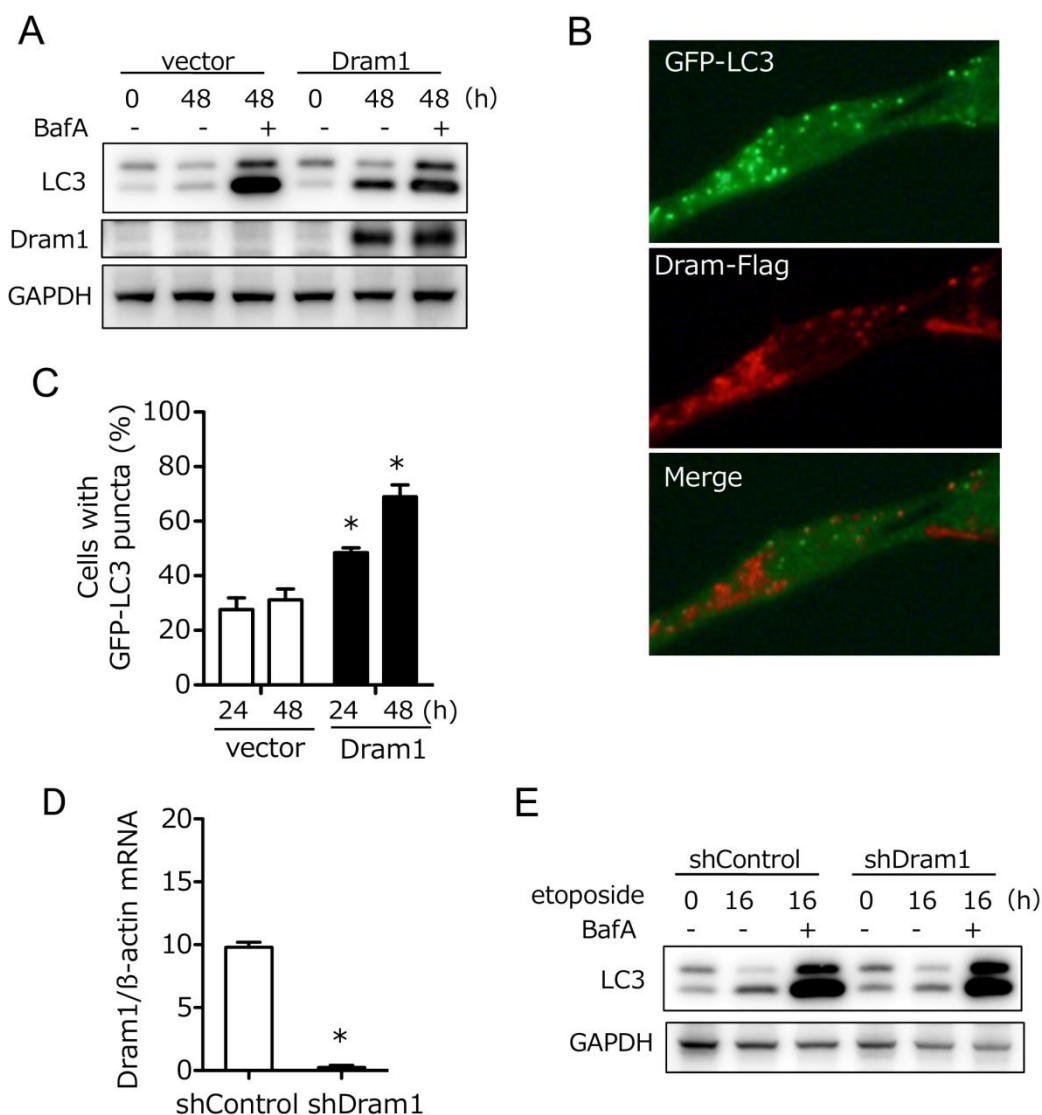 A
vector Dram1
0 48 48 0 48 48 (h)
BafA - - + - - +
LC3
Dram1
GAPDH
B
GFP-LC3
Dram-Flag
Merge
C
Cells with
GFP-LC3 puncta (%)
100
80
60
40
20
0
* *
24 48 24 48 (h)
vector Dram1
D
Dram1/ß-actin mRNA
20
15
10
5
0
*
shControl shDram1
E
shControl shDram1
etoposide 0 16 16 0 16 16 (h)
BafA - - + - - +
LC3
GAPDH